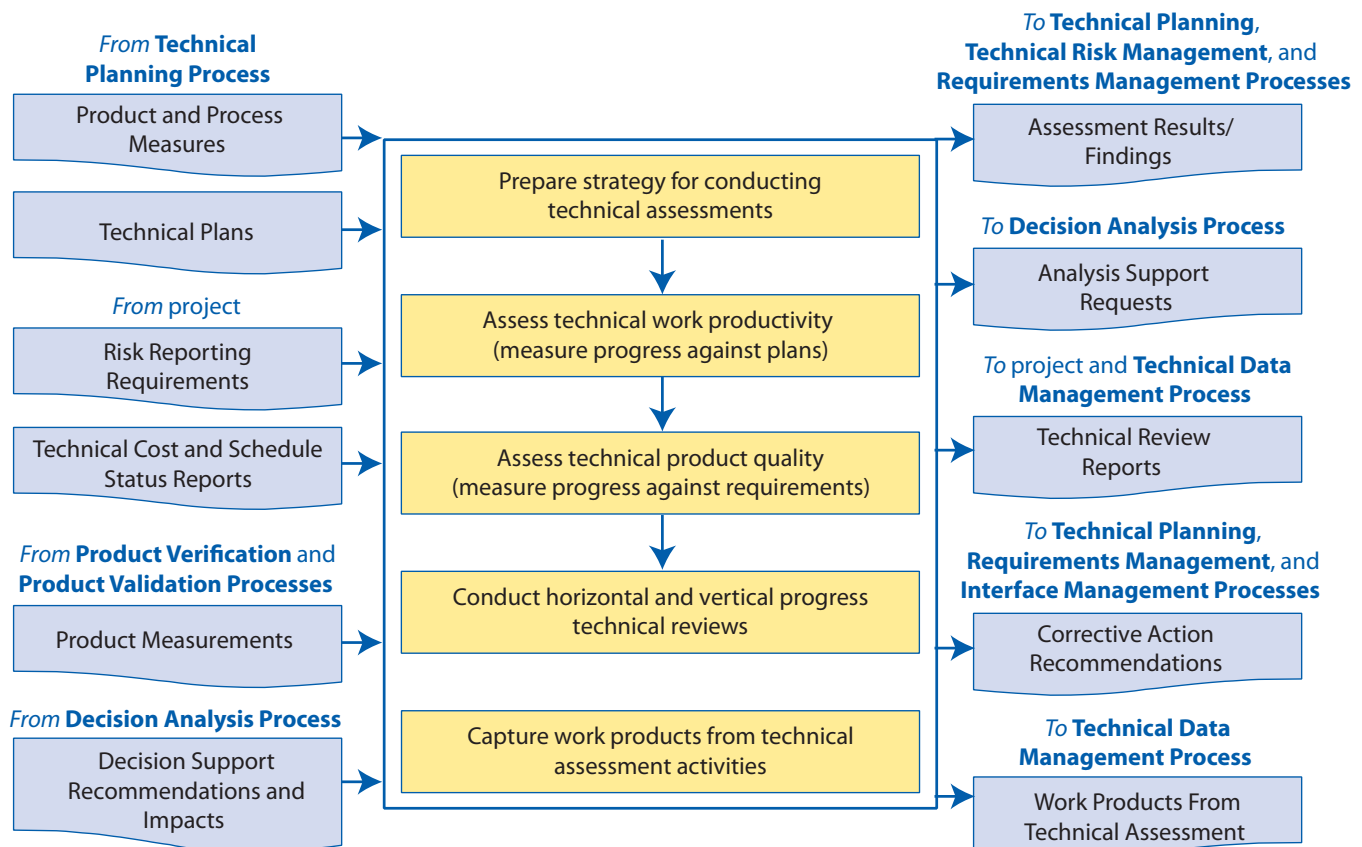 From Technical
Planning Process
Product and Process
Measures
Technical Plans
From project
Risk Reporting
Requirements
Technical Cost and Schedule
Status Reports
From Product Verification and
Product Validation Processes
Product Measurements
From Decision Analysis Process
Decision Support
Recommendations and
Impacts
Prepare strategy for conducting
technical assessments
Assess technical work productivity
(measure progress against plans)
Assess technical product quality
(measure progress against requirements)
Conduct horizontal and vertical progress
technical reviews
Capture work products from technical
assessment activities
To Technical Planning,
Technical Risk Management, and
Requirements Management Processes
Assessment Results/
Findings
To Decision Analysis Process
Analysis Support
Requests
To project and Technical Data
Management Process
Technical Review
Reports
To Technical Planning,
Requirements Management, and
Interface Management Processes
Corrective Action
Recommendations
To Technical Data
Management Process
Work Products From
Technical Assessment